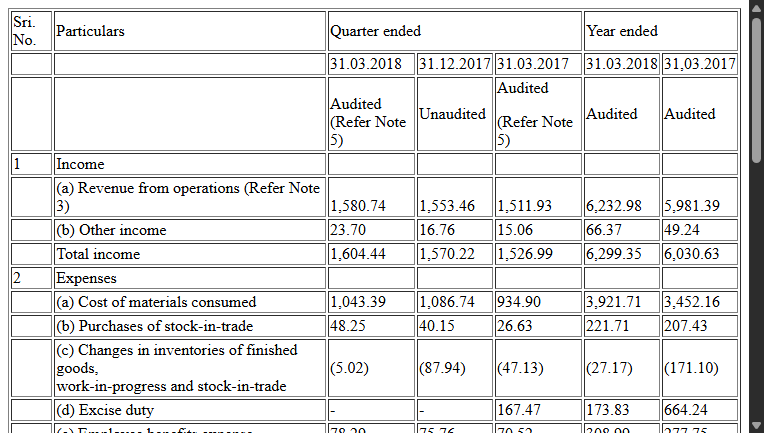 Sri. No. Particulars Quarter ended Year ended
31.03.2018 31.12.2017 31.03.2017 31.03.2018 31,03.2017
Audited (Refer Note 5) Unaudited Audited (Refer Note 5) Audited Audited
1 Income
(a) Revenue from operations (Refer Note 3) 1,580.74 1,553.46 1,511.93 6,232.98 5,981.39
(b) Other income 23.70 16.76 15.06 66.37 49.24
Total income 1,604.44 1,570.22 1,526.99 6,299.35 6,030.63
2 Expenses
(a) Cost of materials consumed 1,043.39 1,086.74 934.90 3,921.71 3,452.16
(b) Purchases of stock-in-trade 48.25 40.15 26.63 221.71 207.43
(c) Changes in inventories of finished goods, work-in-progress and stock-in-trade (5.02) (87.94) (47.13) (27.17) (171.10)
(d) Excise duty - - 167.47 173.83 664.24